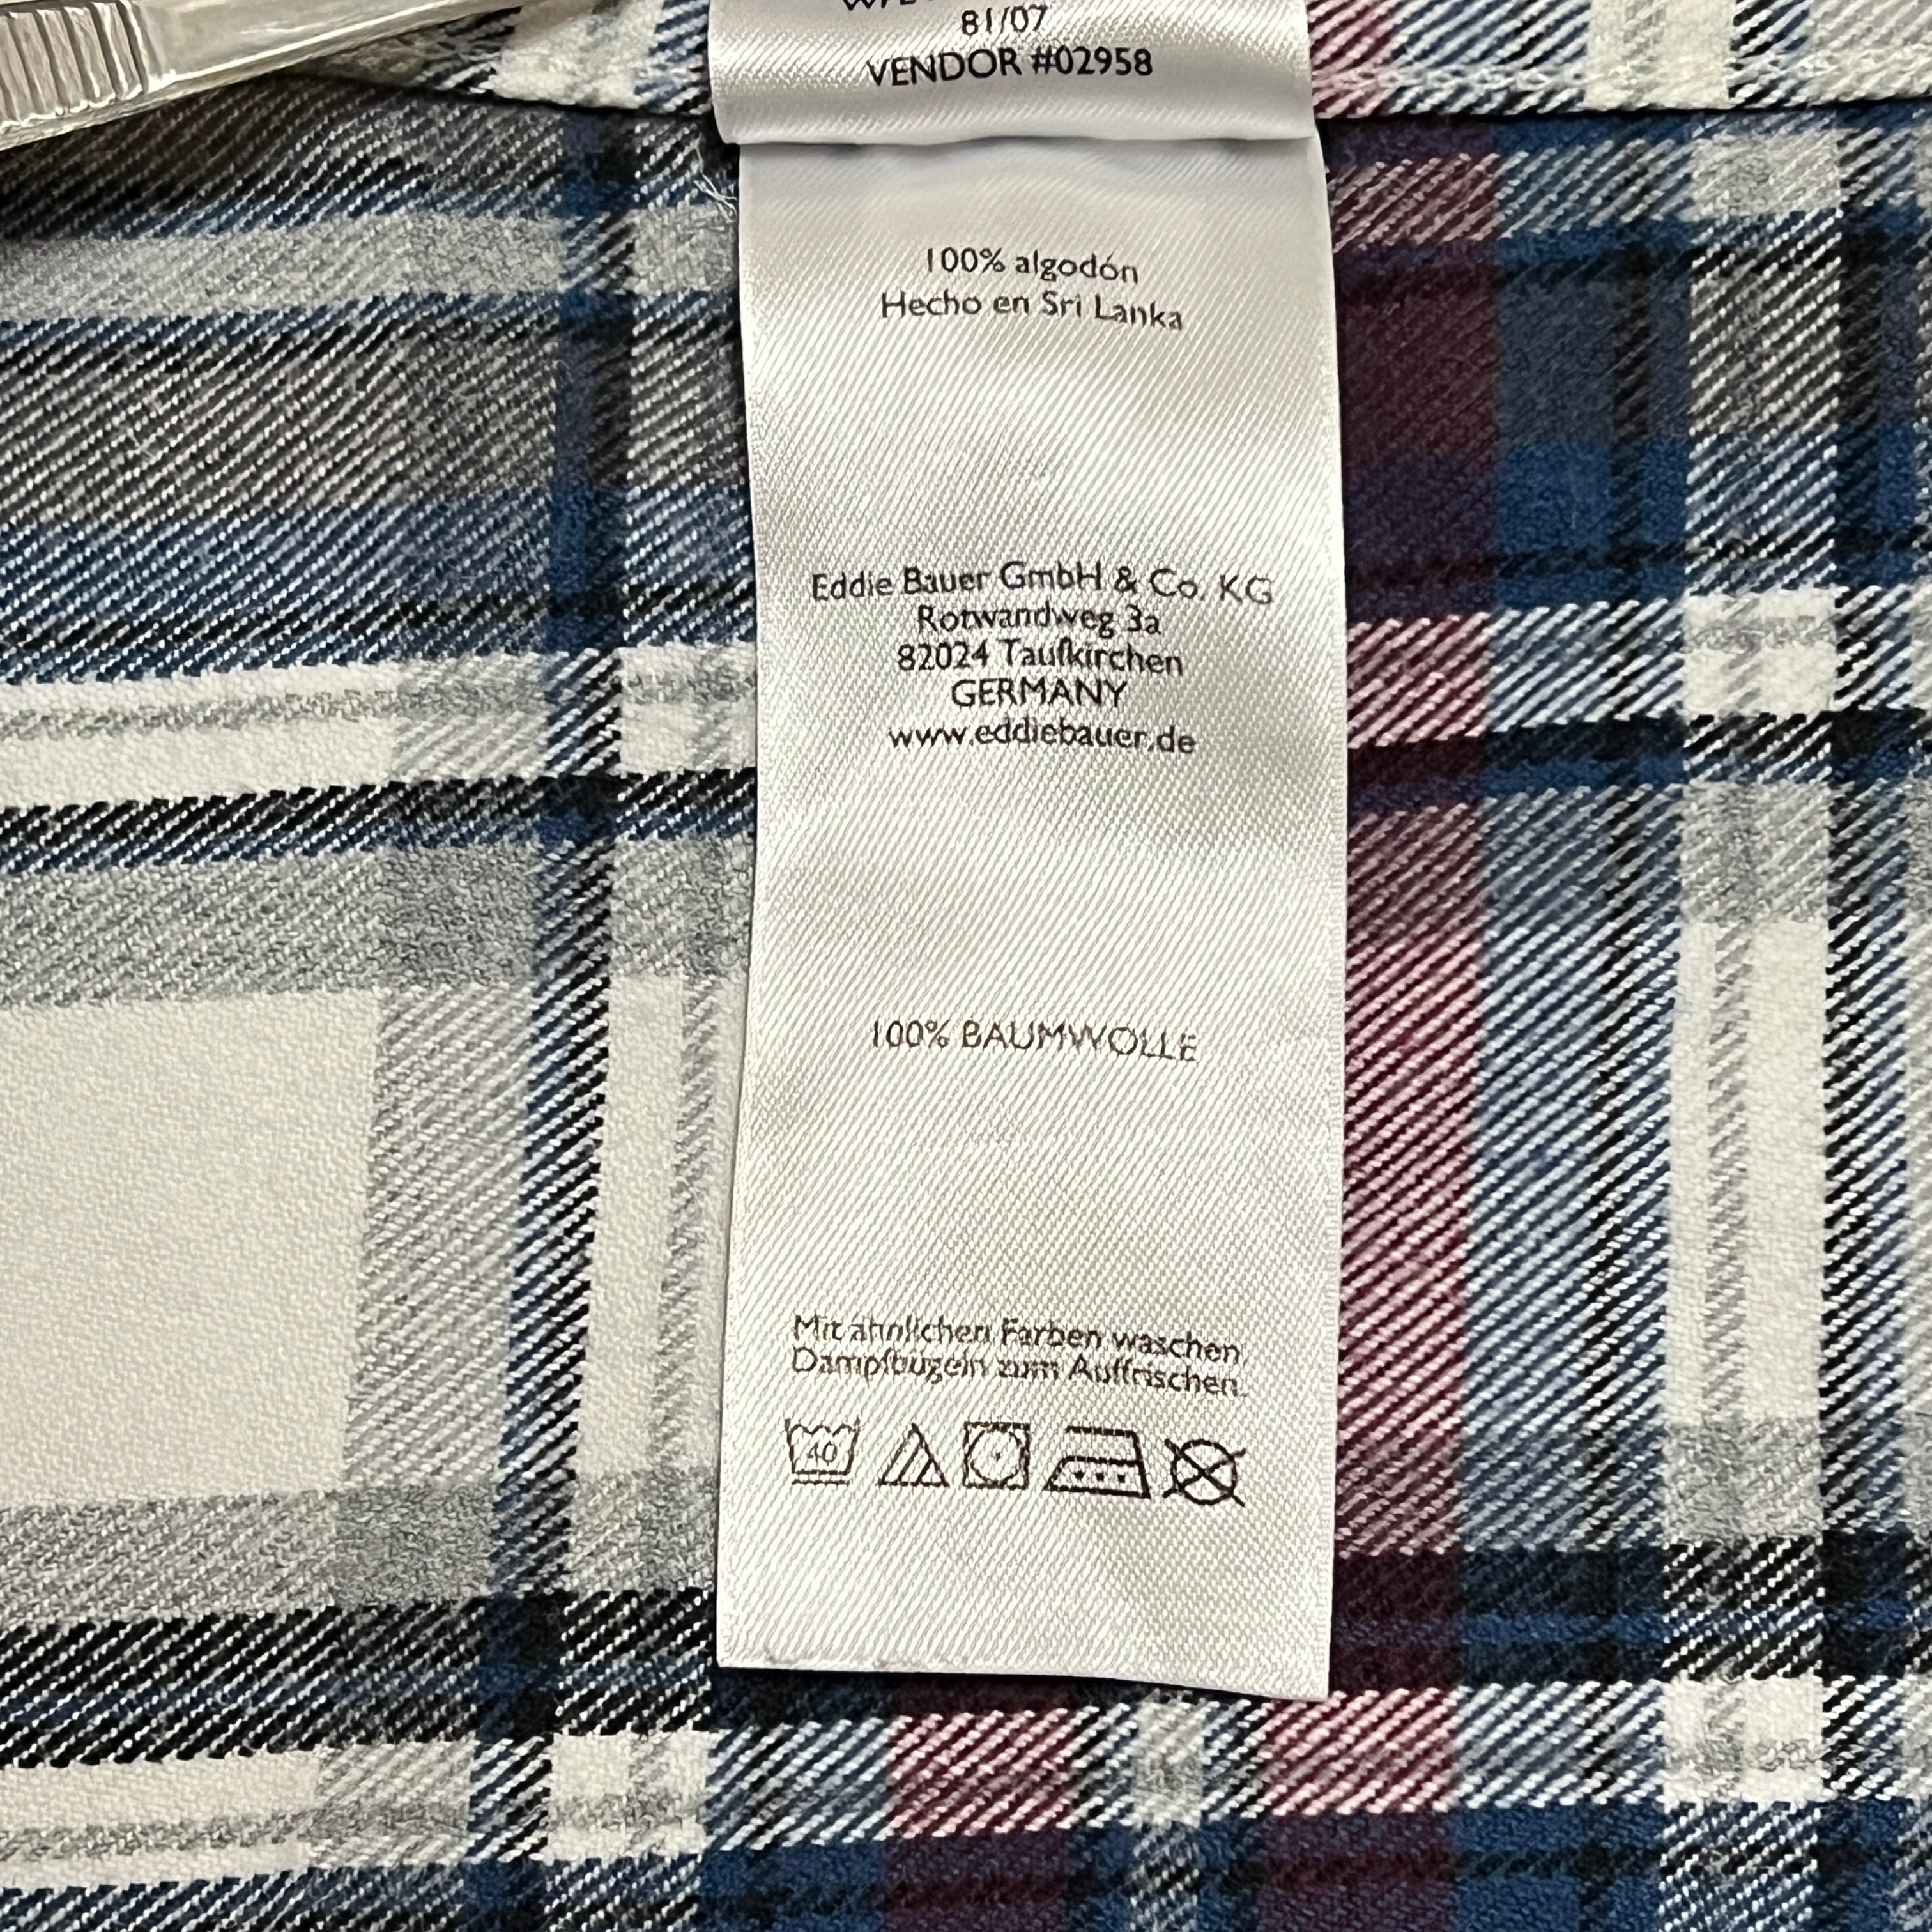 81/07
VENDOR #02958
100% algodón
Hecho en Sri Lanka
Eddie Bauer GmbH & Co. KG
Rotwandweg 3a
82024 Taufkirchen
GERMANY
www.eddiebauer.de
100% BAUMWOLLE
Mit ähnlichen Farben waschen.
Dampfbügeln zum Auffrischen.
40